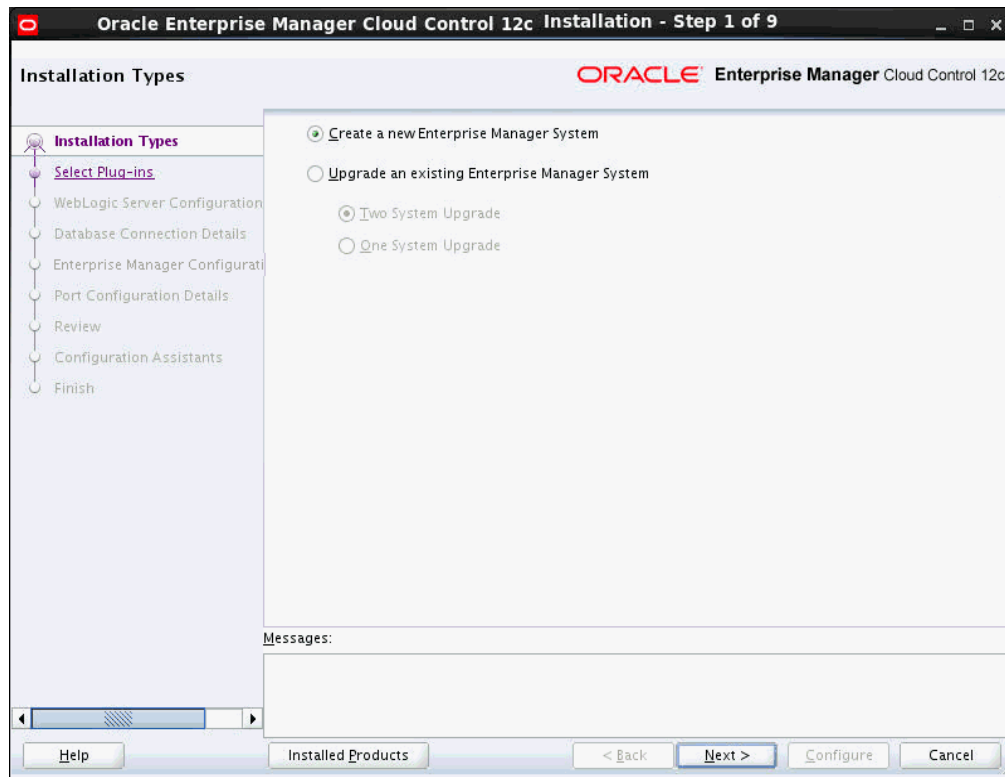 Oracle Enterprise Manager Cloud Control 12c Installation - Step 1 of 9
Installation Types
ORACLE Enterprise Manager Cloud Control 12c
Installation Types
Select Plug-ins
WebLogic Server Configuration
Database Connection Details
Enterprise Manager Configurati
Port Configuration Details
Review
Configuration Assistants
Finish
Create a new Enterprise Manager System
Upgrade an existing Enterprise Manager System
Two System Upgrade
One System Upgrade
Messages:
Help
Installed Products
< Back
Next >
Configure
Cancel